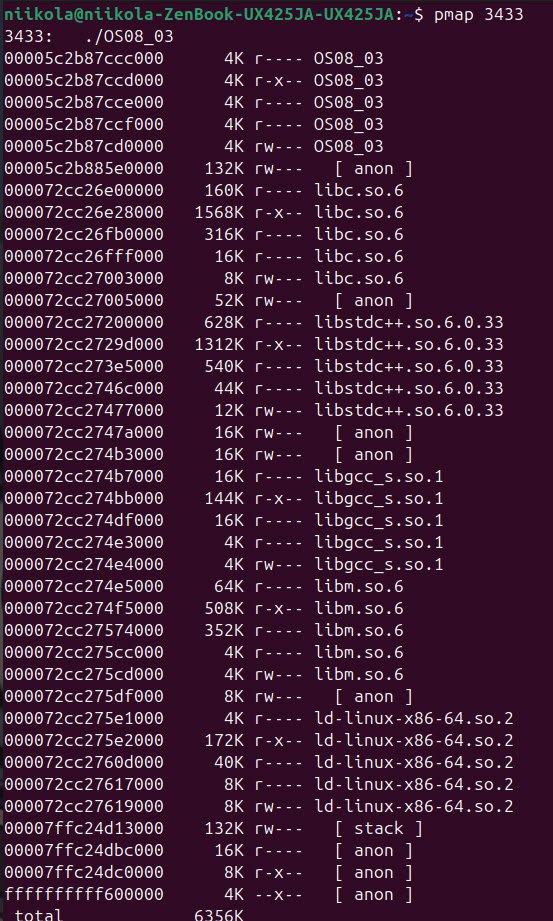 niikola@niikola-ZenBook-UX425JA-UX425JA:~$ pmap 3433
3433:   ./OS08_03
00005c2b87ccc000      4K r---- OS08_03
00005c2b87ccd000      4K r-x-- OS08_03
00005c2b87cce000      4K r---- OS08_03
00005c2b87ccf000      4K r---- OS08_03
00005c2b87cd0000      4K rw--- OS08_03
00005c2b885e0000    132K rw---   [ anon ]
000072cc26e00000    160K r---- libc.so.6
000072cc26e28000   1568K r-x-- libc.so.6
000072cc26fb0000    316K r---- libc.so.6
000072cc26fff000     16K r---- libc.so.6
000072cc27003000      8K rw--- libc.so.6
000072cc27005000     52K rw---   [ anon ]
000072cc27200000    628K r---- libstdc++.so.6.0.33
000072cc2729d000   1312K r-x-- libstdc++.so.6.0.33
000072cc273e5000    540K r---- libstdc++.so.6.0.33
000072cc2746c000     44K r---- libstdc++.so.6.0.33
000072cc27477000     12K rw--- libstdc++.so.6.0.33
000072cc2747a000     16K rw---   [ anon ]
000072cc274b3000     16K rw---   [ anon ]
000072cc274b7000     16K r---- libgcc_s.so.1
000072cc274bb000    144K r-x-- libgcc_s.so.1
000072cc274df000     16K r---- libgcc_s.so.1
000072cc274e3000      4K r---- libgcc_s.so.1
000072cc274e4000      4K rw--- libgcc_s.so.1
000072cc274e5000     64K r---- libm.so.6
000072cc274f5000    508K r-x-- libm.so.6
000072cc27574000    352K r---- libm.so.6
000072cc275cc000      4K r---- libm.so.6
000072cc275cd000      4K rw--- libm.so.6
000072cc275df000      8K rw---   [ anon ]
000072cc275e1000      4K r---- ld-linux-x86-64.so.2
000072cc275e2000    172K r-x-- ld-linux-x86-64.so.2
000072cc2760d000     40K r---- ld-linux-x86-64.so.2
000072cc27617000      8K r---- ld-linux-x86-64.so.2
000072cc27619000      8K rw--- ld-linux-x86-64.so.2
00007ffc24d13000    132K rw---   [ stack ]
00007ffc24dbc000     16K r----   [ anon ]
00007ffc24dc0000      8K r-x--   [ anon ]
ffffffffff600000      4K --x--   [ anon ]
 total             6356K